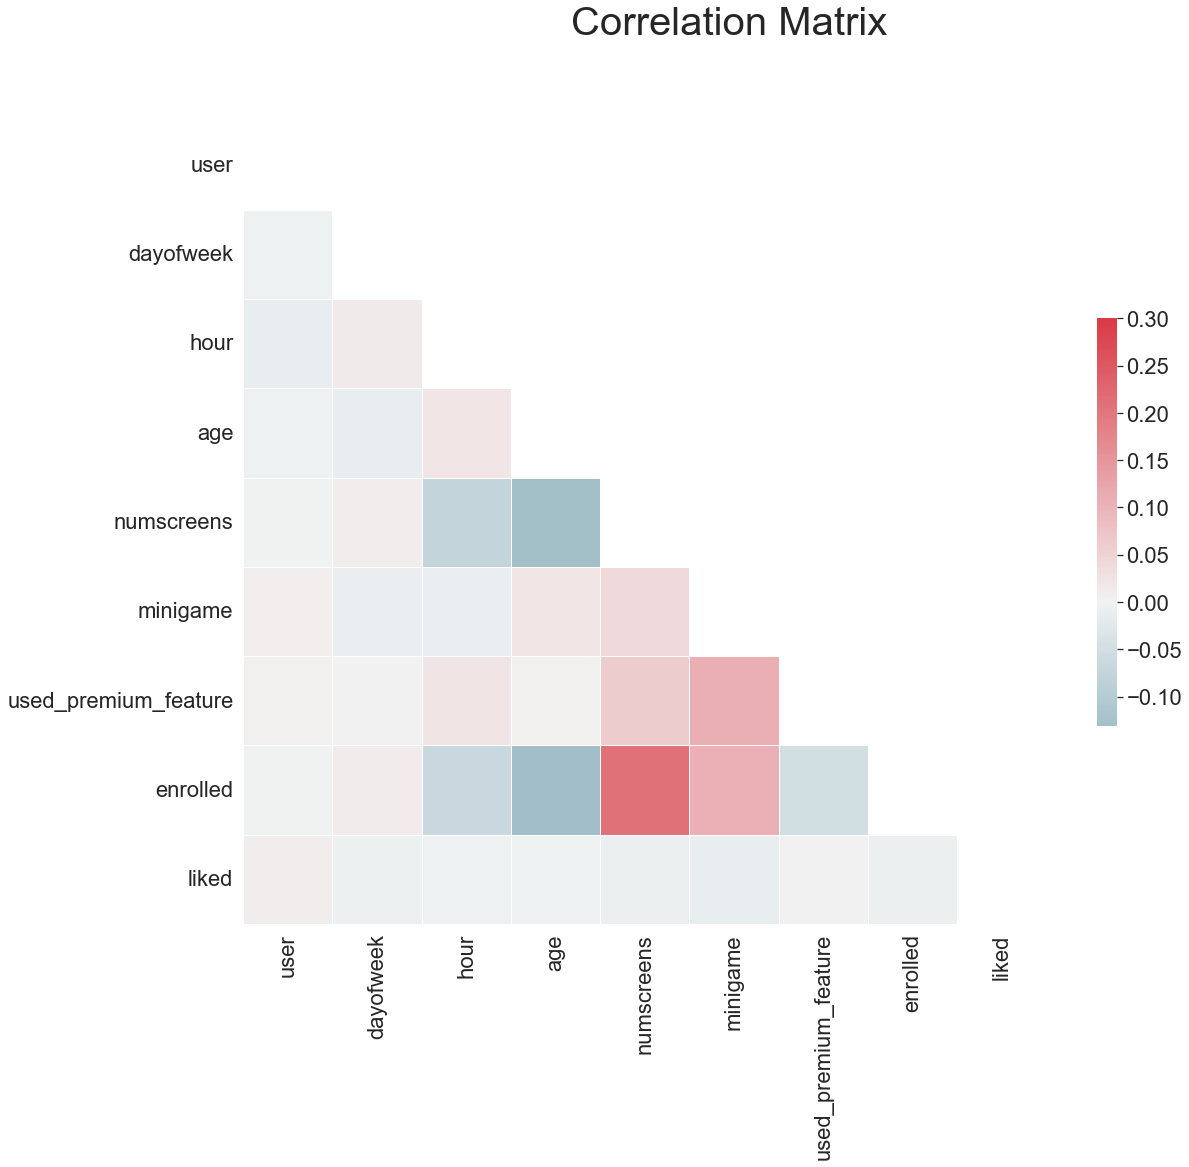 Correlation Matrix
user
dayofweek
hour
age
numscreens
minigame
used_premium_feature
enrolled
liked
user
dayofweek
hour
age
numscreens
minigame
used_premium_feature
enrolled
liked
0.30
0.25
0.20
0.15
0.10
0.05
0.00
−0.05
−0.10